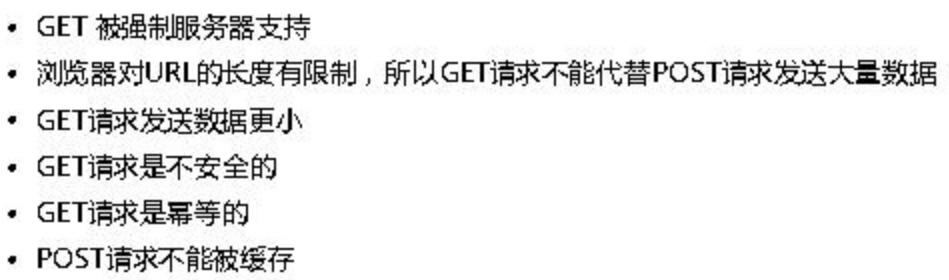 • GET 被强制服务器支持
• 浏览器对URL的长度有限制，所以GET请求不能代替POST请求发送大量数据
• GET请求发送数据更小
• GET请求是不安全的
• GET请求是幂等的
• POST请求不能被缓存